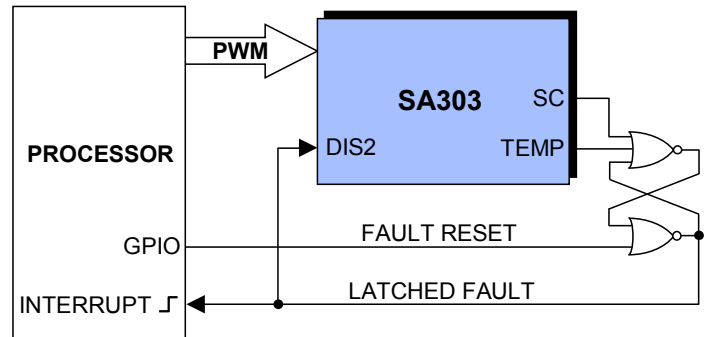 PWM
SA303
SC
PROCESSOR
DIS2
TEMP
GPIO
FAULT RESET
INTERRUPT
LATCHED FAULT